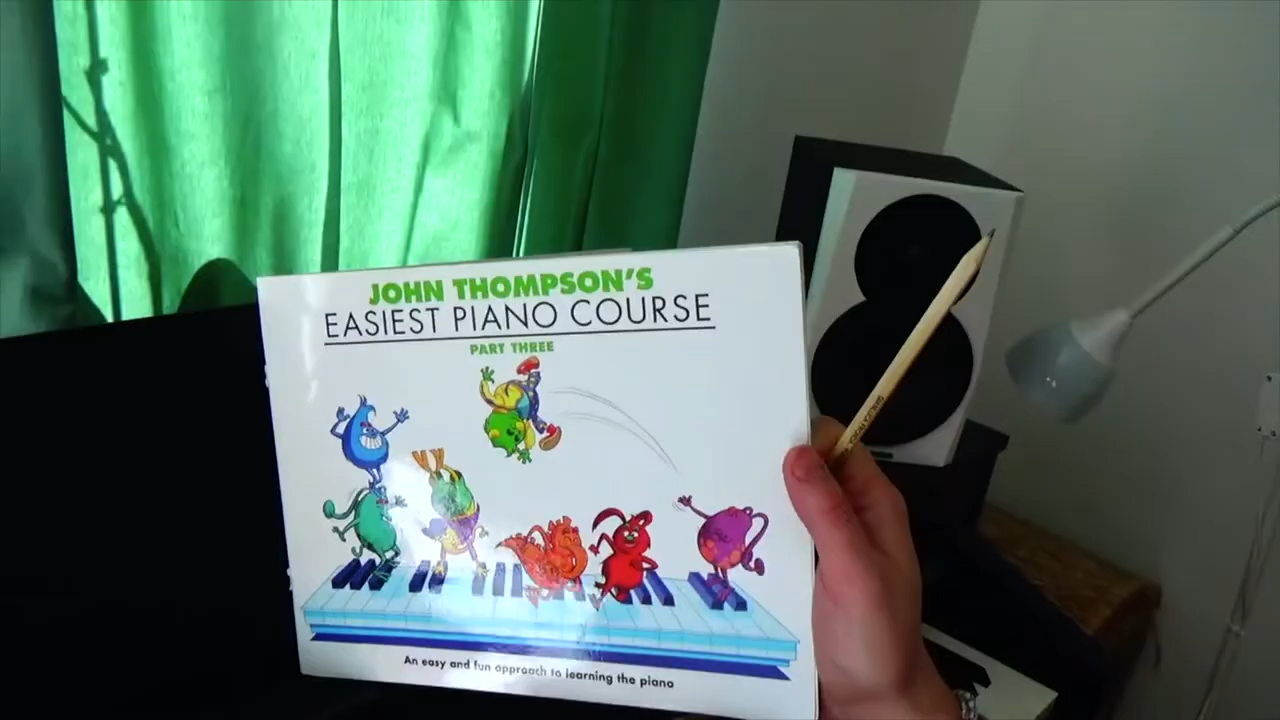 JOHN THOMPSON'S
EASIEST PIANO COURSE
PART THREE
An easy and fun approach to learning the piano